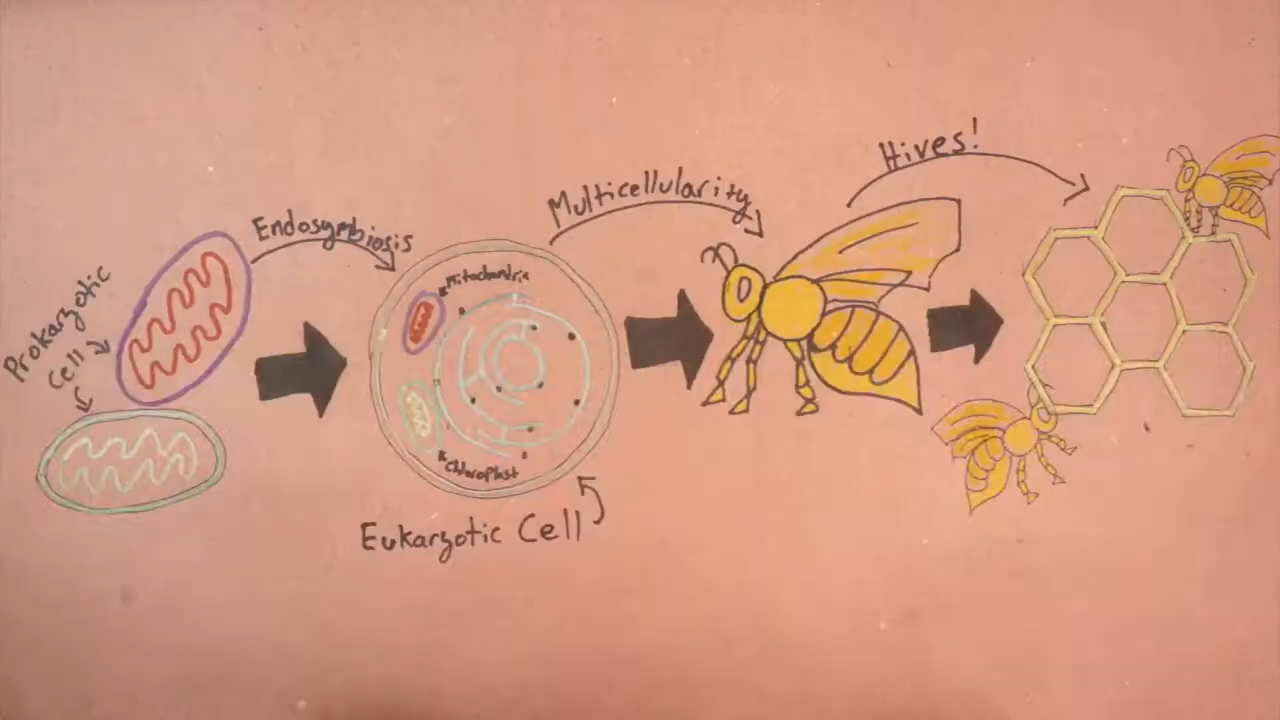 Prokaryotic
Cell
Endosymbiosis
Mitochondria
Chloroplast
Eukaryotic Cell
Multicellularity
Hives!